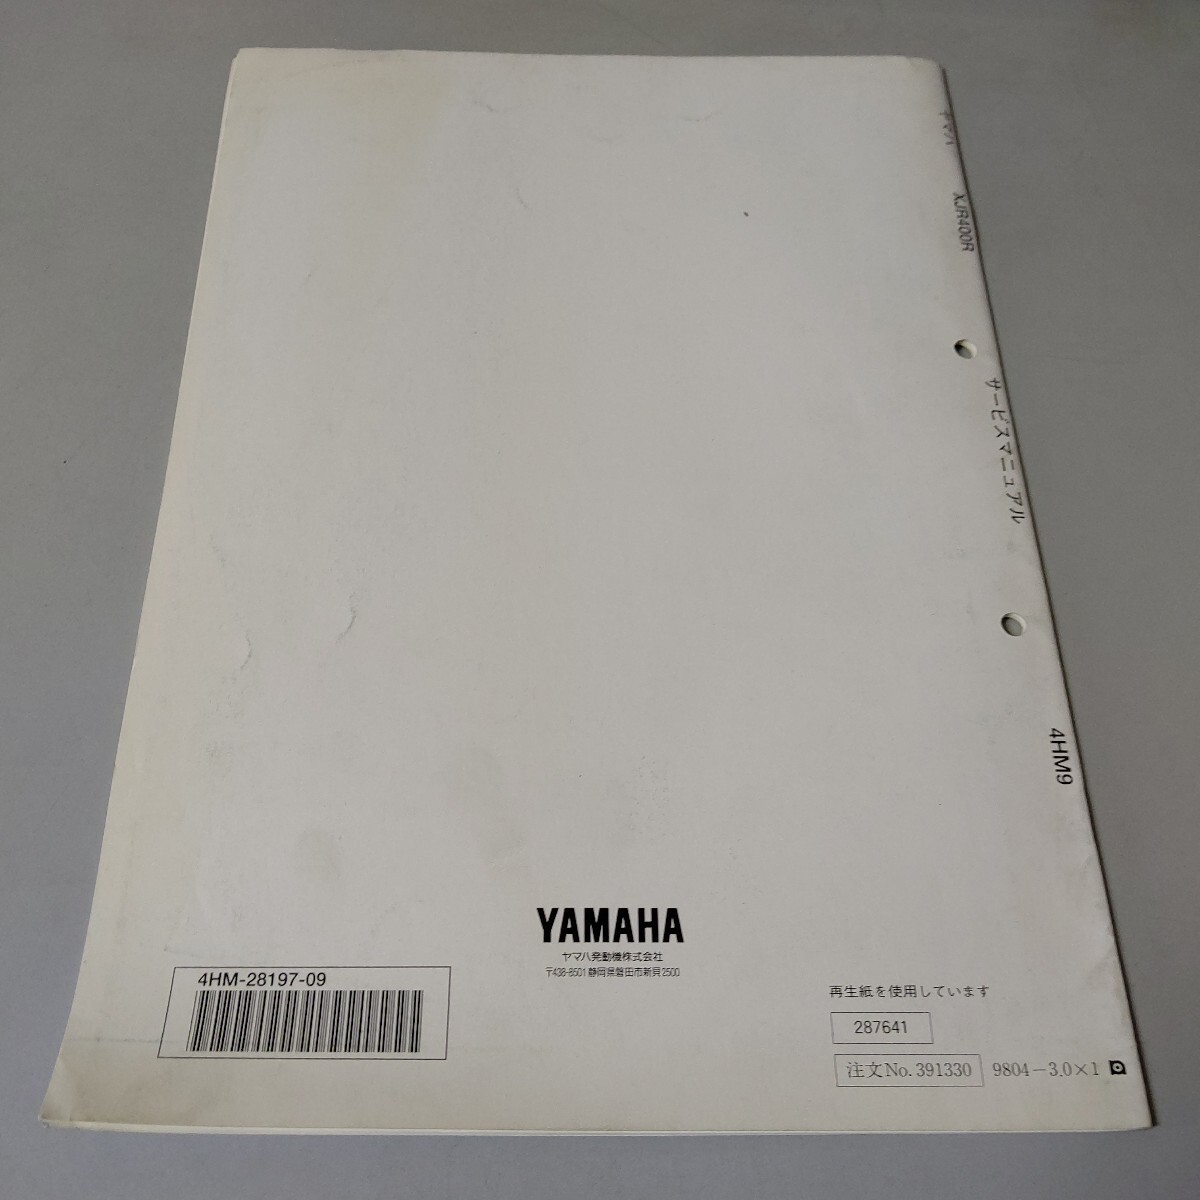 ヤマハ XJR400R サービスマニュアル 4HM9
YAMAHA
ヤマハ発動機株式会社
〒438-8501 静岡県磐田市新貝2500
4HM-28197-09
再生紙を使用しています
287641
注文No.391330 9804-3.0×1